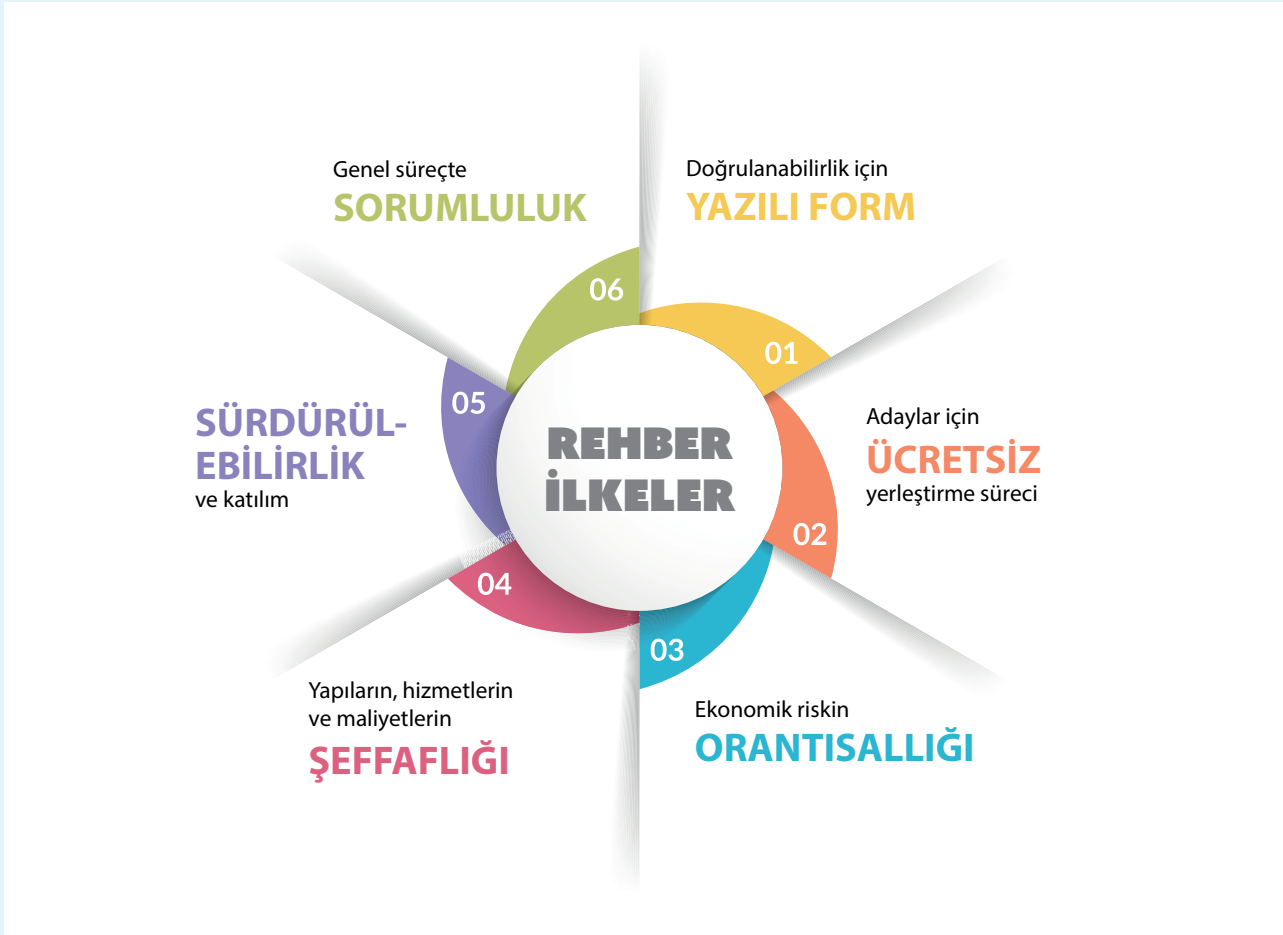 REHBER
İLKELER
01
Doğrulanabilirlik için
YAZILI FORM
02
Adaylar için
ÜCRETSİZ
yerleştirme süreci
03
Ekonomik riskin
ORANTISALLIĞI
04
Yapıların, hizmetlerin
ve maliyetlerin
ŞEFFAFLIĞI
05
SÜRDÜRÜL-
EBİLİRLİK
ve katılım
06
Genel süreçte
SORUMLULUK